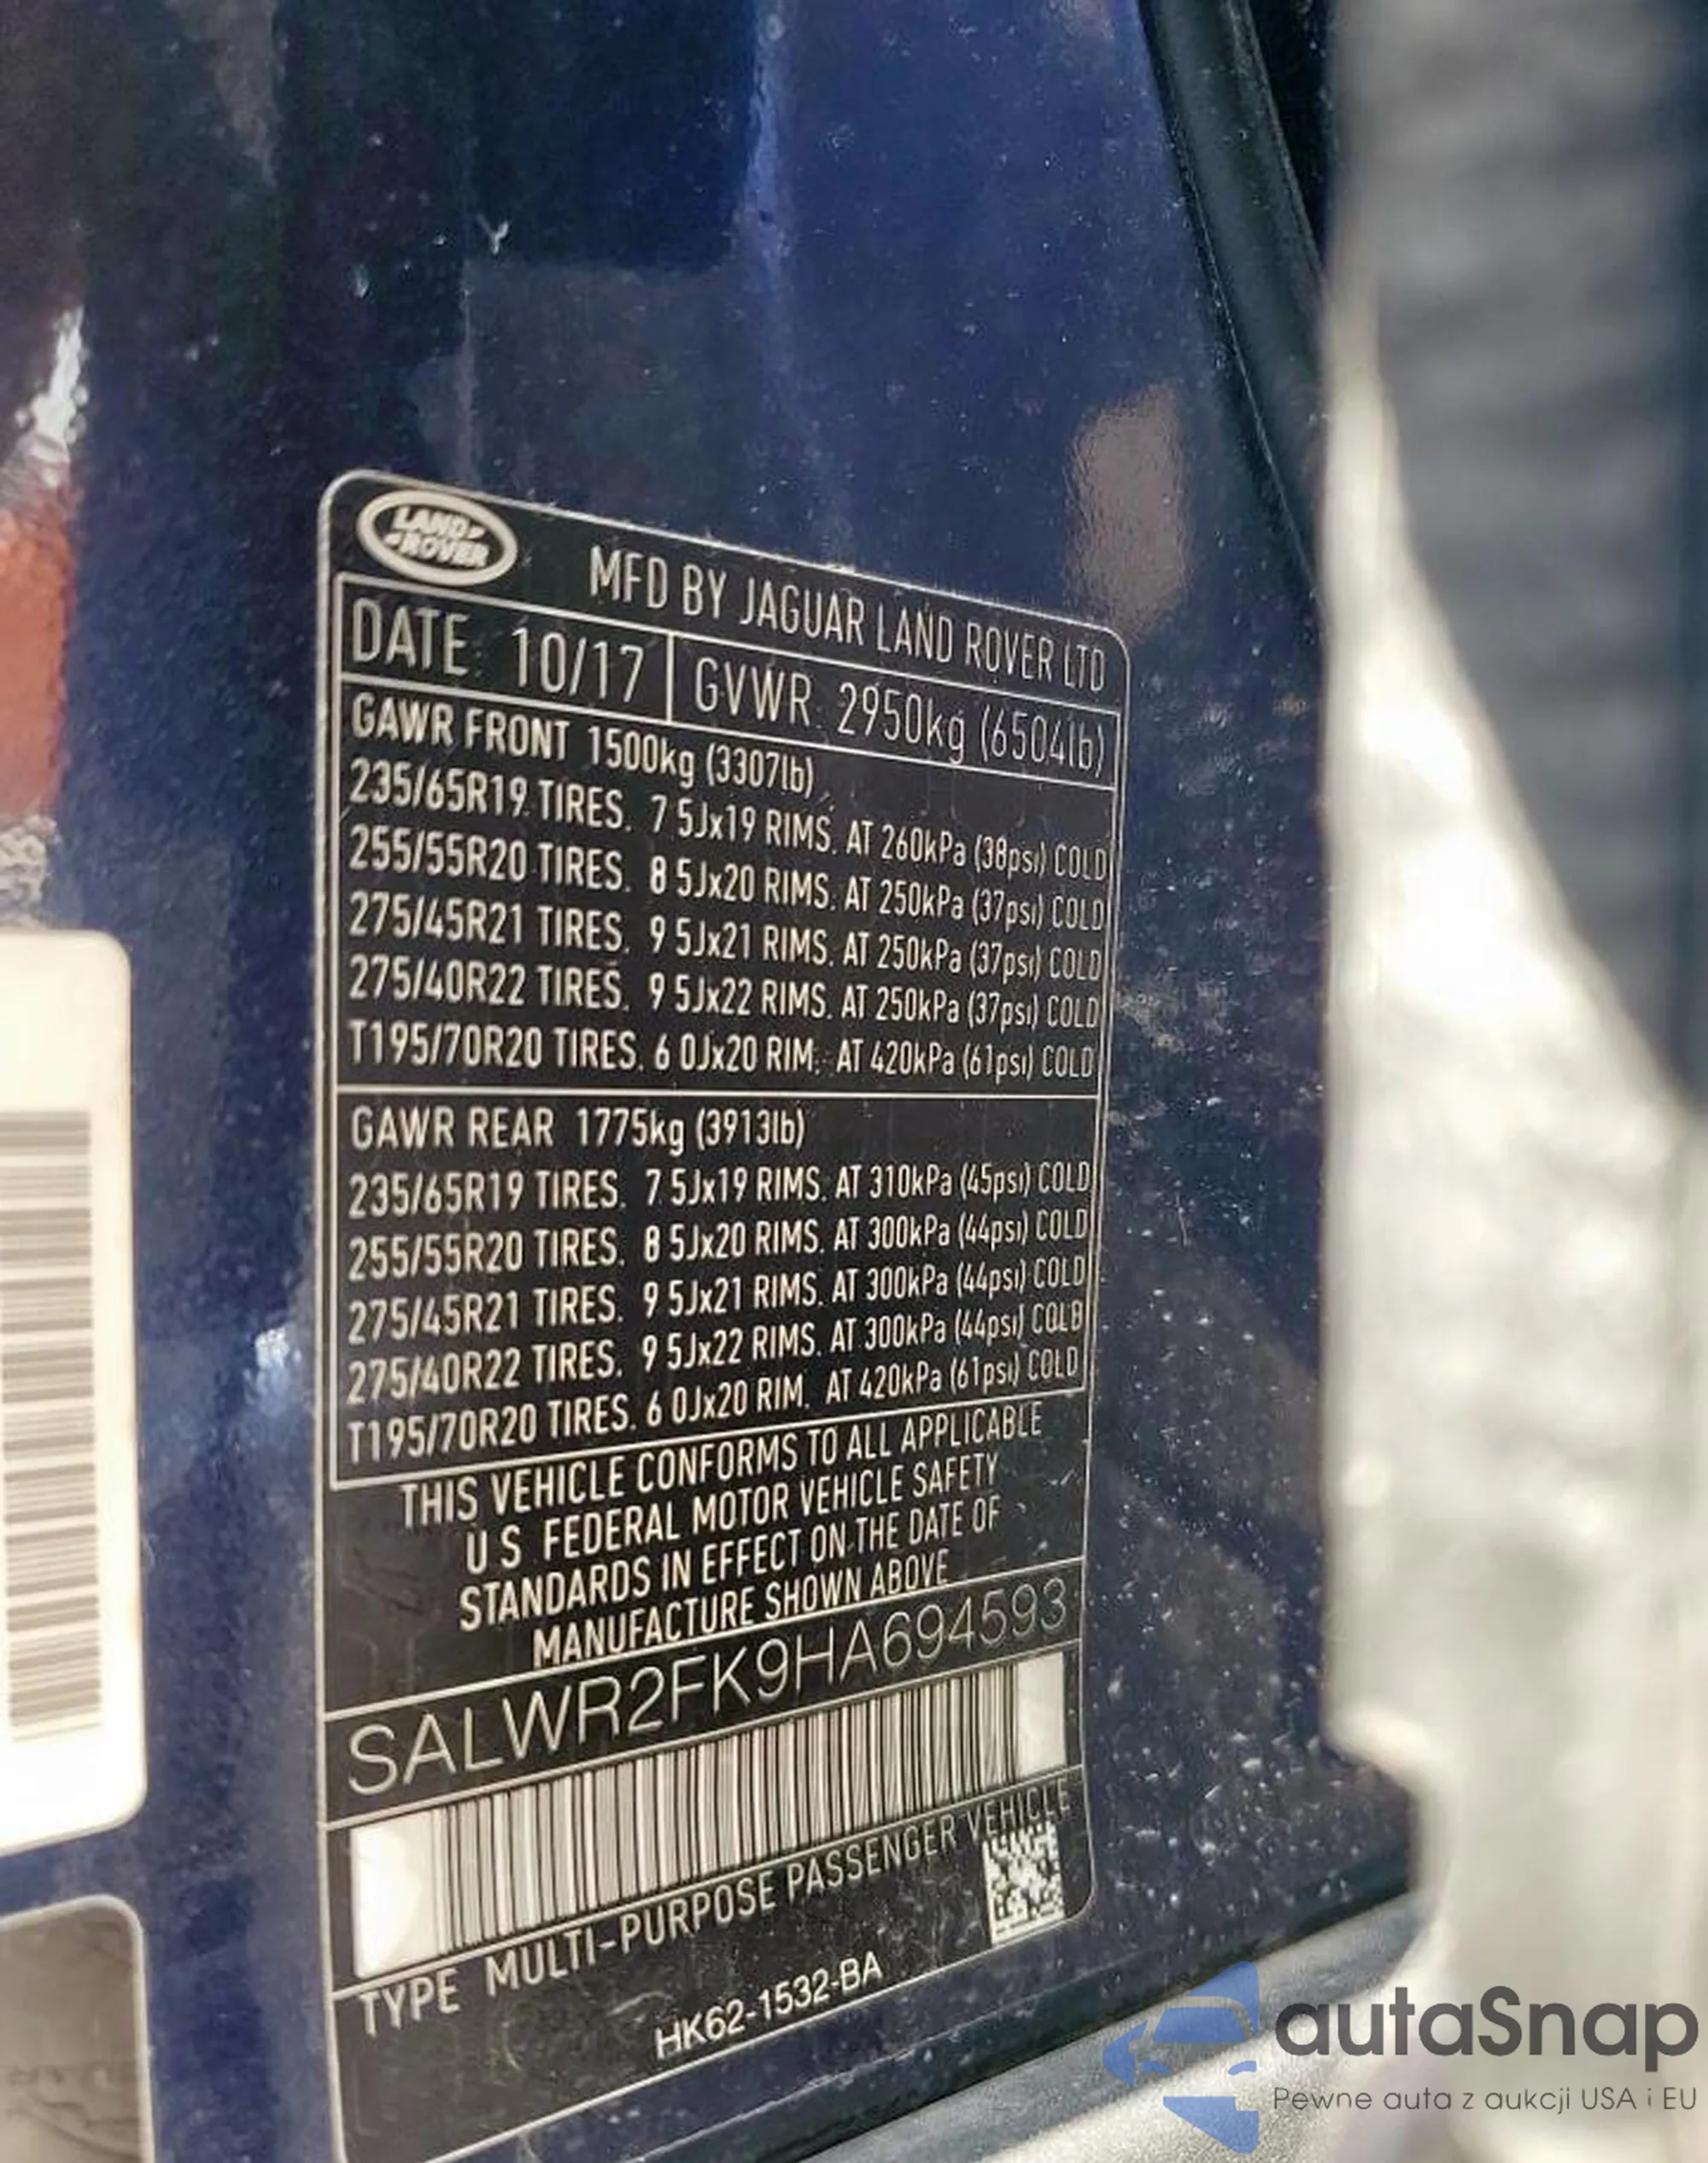 LAND
ROVER
MFD BY JAGUAR LAND ROVER LTD
DATE: 10/17 GVWR: 2950kg (6504lb)
GAWR FRONT 1500kg (3307lb)
235/65R19 TIRES. 7.5Jx19 RIMS. AT 260kPa (38psi) COLD
255/55R20 TIRES. 8 5Jx20 RIMS. AT 250kPa (37psi) COLD
275/45R21 TIRES. 9 5Jx21 RIMS. AT 250kPa (37psi) COLD
275/40R22 TIRES. 9 5Jx22 RIMS. AT 250kPa (37psi) COLD
T195/70R20 TIRES. 6 0Jx20 RIM. AT 420kPa (61psi) COLD
GAWR REAR 1775kg (3913lb)
235/65R19 TIRES. 7.5Jx19 RIMS. AT 310kPa (45psi) COLD
255/55R20 TIRES. 8 5Jx20 RIMS. AT 300kPa (44psi) COLD
275/45R21 TIRES. 9 5Jx21 RIMS. AT 300kPa (44psi) COLD
275/40R22 TIRES. 9 5Jx22 RIMS. AT 300kPa (44psi) COLD
T195/70R20 TIRES. 6 0Jx20 RIM. AT 420kPa (61psi) COLD
THIS VEHICLE CONFORMS TO ALL APPLICABLE
U S FEDERAL MOTOR VEHICLE SAFETY
STANDARDS IN EFFECT ON THE DATE OF
MANUFACTURE SHOWN ABOVE
SALWR2FK9HA694593
TYPE MULTI-PURPOSE PASSENGER VEHICLE
HK62-1532-BA
autaSnap
Pewne auta z aukcji USA i EU